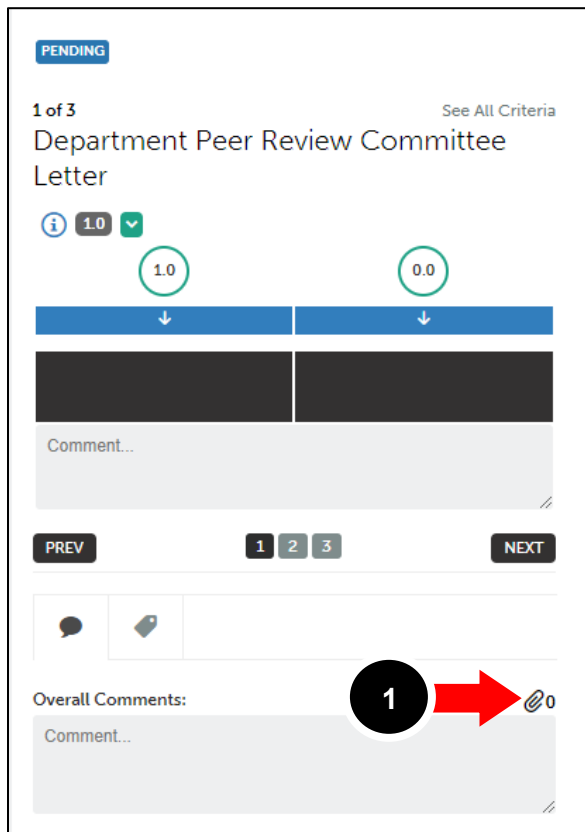 PENDING
1 of 3 See All Criteria
Department Peer Review Committee
Letter
i 1.0
1.0 0.0
Comment...
PREV 1 2 3 NEXT
Overall Comments: 1 0
Comment...